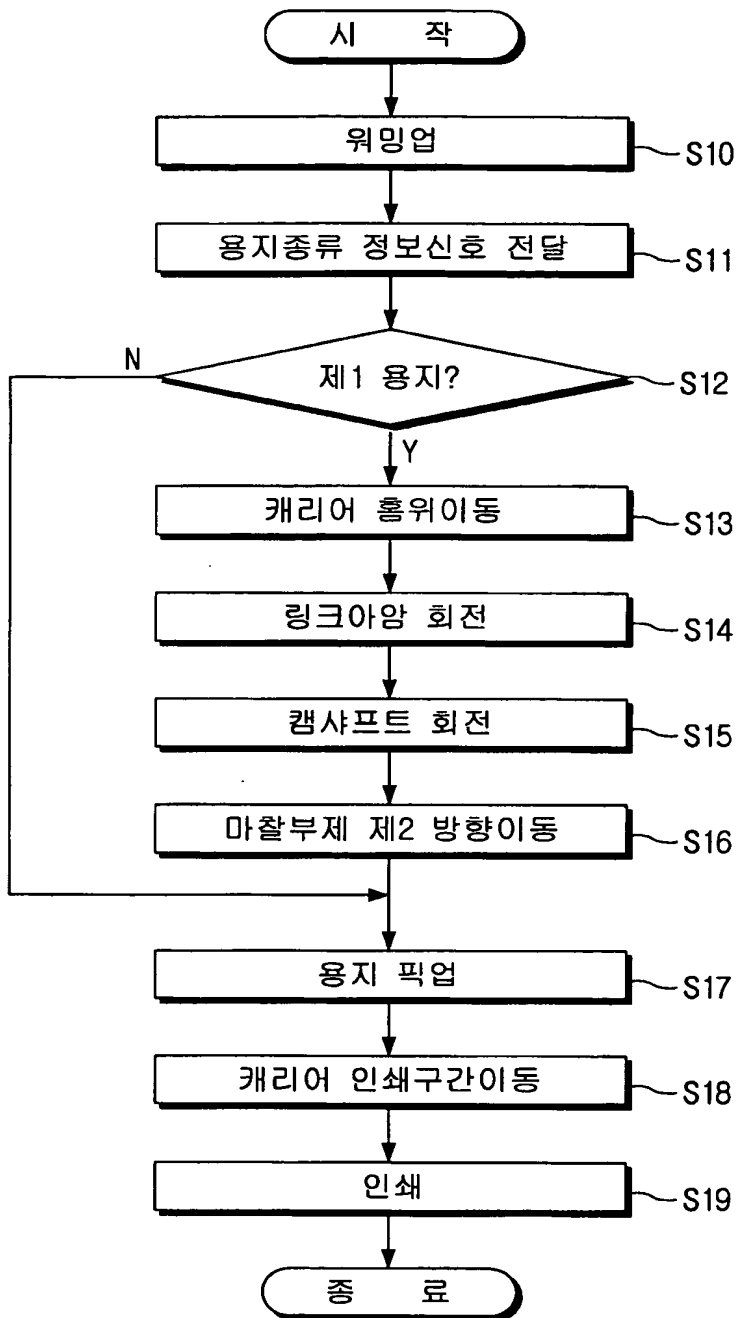 시 작
워밍업
S10
용지종류 정보신호 전달
S11
제1 용지?
S12
N
Y
캐리어 홈위이동
S13
링크아암 회전
S14
캠샤프트 회전
S15
마찰부제 제2 방향이동
S16
용지 픽업
S17
캐리어 인쇄구간이동
S18
인쇄
S19
종 료